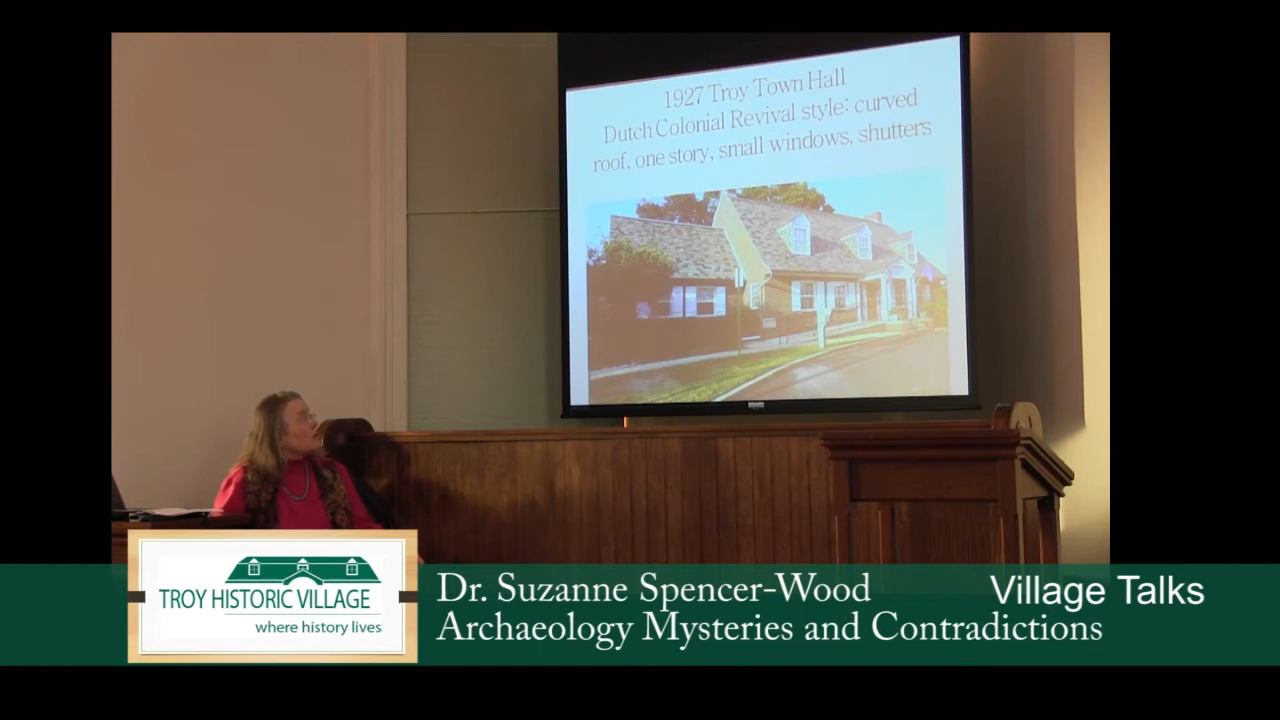 1927 Troy Town Hall
Dutch Colonial Revival style: curved
roof, one story, small windows, shutters
TROY HISTORIC VILLAGE
where history lives
Dr. Suzanne Spencer-Wood
Village Talks
Archaeology Mysteries and Contradictions